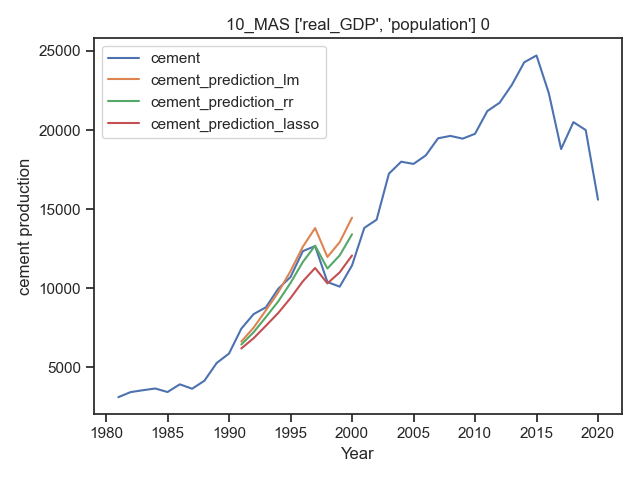 10_MAS ['real_GDP', 'population'] 0
cement
cement_prediction_lm
cement_prediction_rr
cement_prediction_lasso
cement production
25000
20000
15000
10000
5000
1980 1985 1990 1995 2000 2005 2010 2015 2020
Year